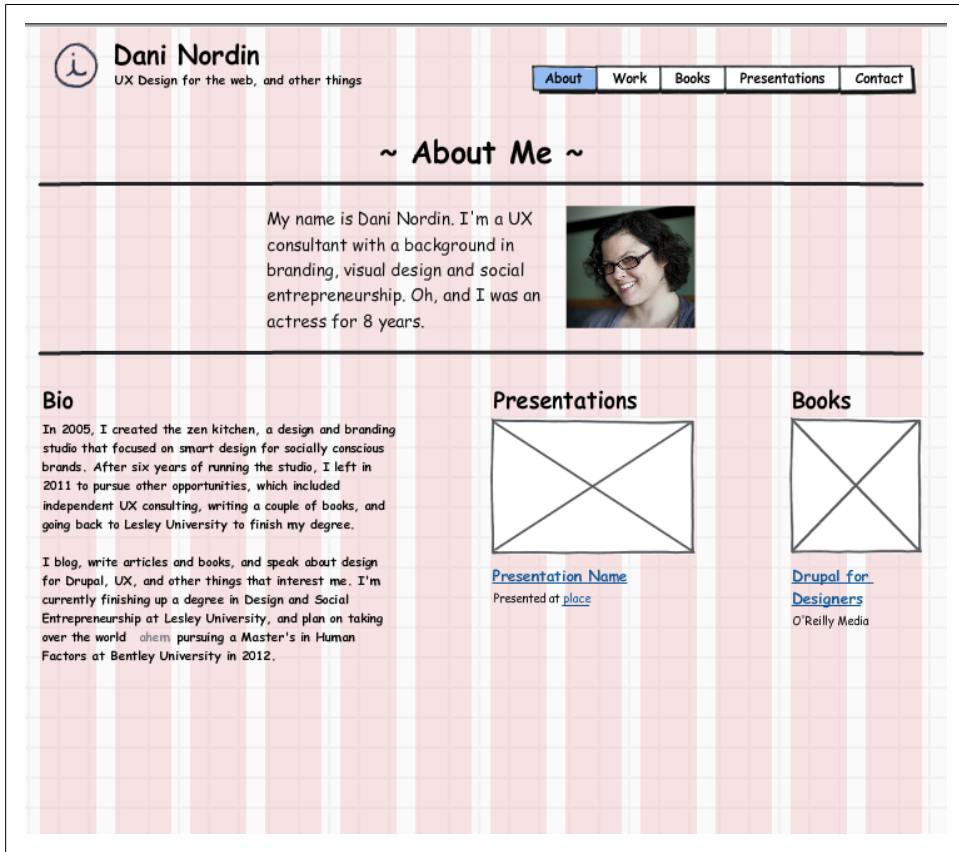 i
Dani Nordin
UX Design for the web, and other things
About Work Books Presentations Contact
~ About Me ~
My name is Dani Nordin. I'm a UX
consultant with a background in
branding, visual design and social
entrepreneurship. Oh, and I was an
actress for 8 years.
Bio
In 2005, I created the zen kitchen, a design and branding
studio that focused on smart design for socially conscious
brands. After six years of running the studio, I left in
2011 to pursue other opportunities, which included
independent UX consulting, writing a couple of books, and
going back to Lesley University to finish my degree.
I blog, write articles and books, and speak about design
for Drupal, UX, and other things that interest me. I'm
currently finishing up a degree in Design and Social
Entrepreneurship at Lesley University, and plan on taking
over the world ahem pursuing a Master's in Human
Factors at Bentley University in 2012.
Presentations
Presentation Name
Presented at place
Books
Drupal for
Designers
O'Reilly Media